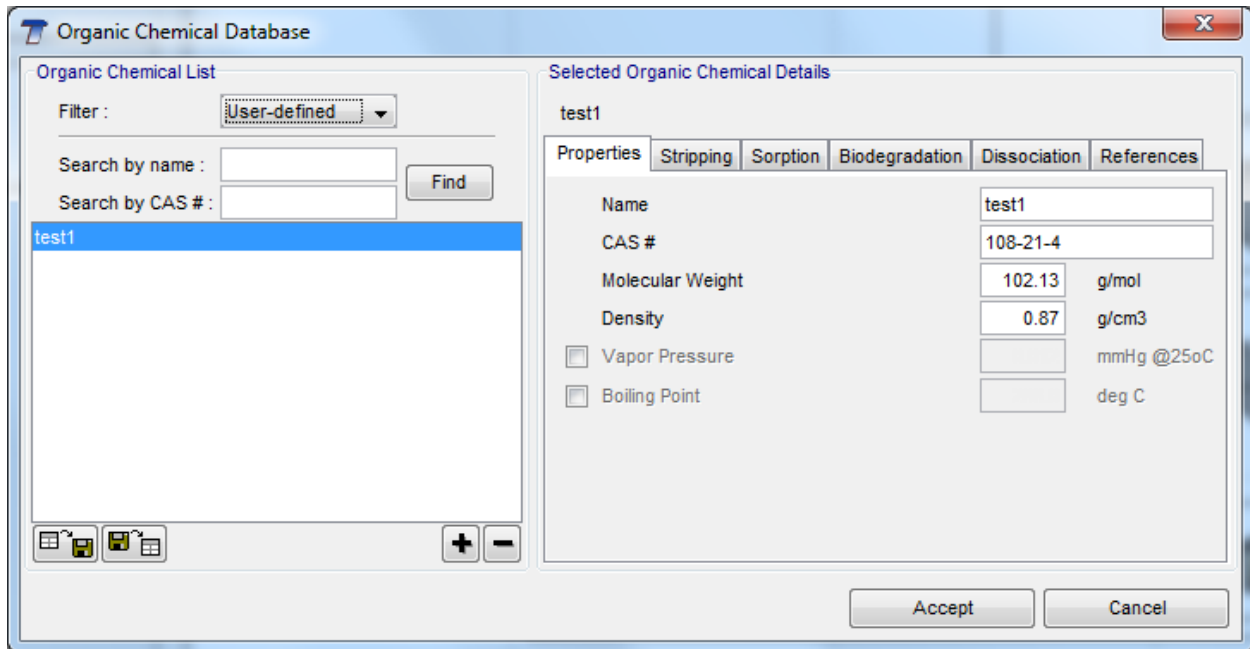 Organic Chemical Database
Organic Chemical List
Filter :
User-defined
Search by name :
Search by CAS # :
Find
test1
Selected Organic Chemical Details
test1
Properties Stripping Sorption Biodegradation Dissociation References
Name test1
CAS # 108-21-4
Molecular Weight 102.13 g/mol
Density 0.87 g/cm3
Vapor Pressure mmHg @25oC
Boiling Point deg C
Accept Cancel